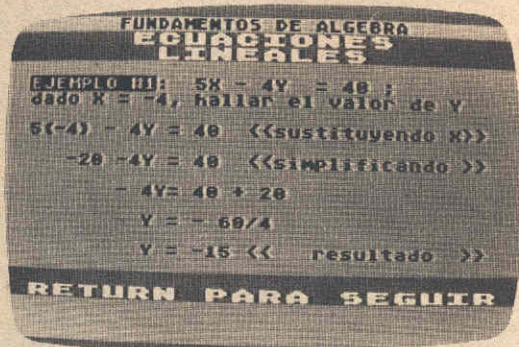 FUNDAMENTOS DE ALGEBRA
ECUACIONES
LINEALES
EJEMPLO #1: 5X - 4Y = 40 ;
dado X = -4, hallar el valor de Y
5(-4) - 4Y = 40 <<sustituyendo X>>
-20 -4Y = 40 <<simplificando >>
- 4Y= 40 + 20
Y = - 60/4
Y = -15 << resultado >>
RETURN PARA SEGUIR